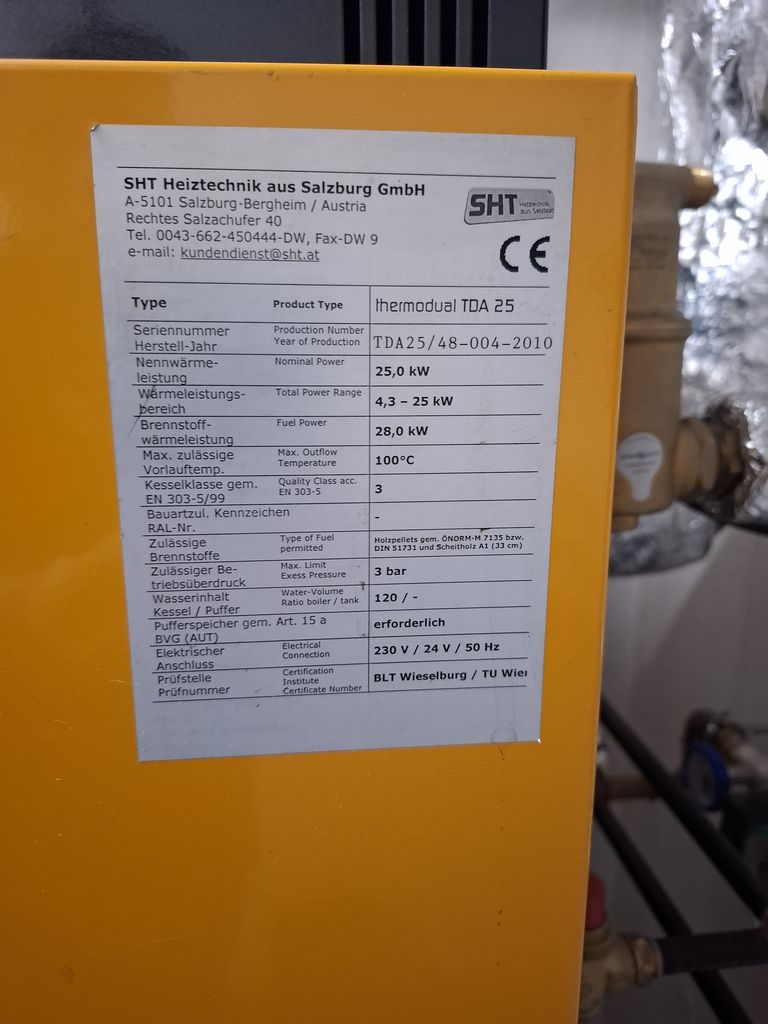 SHT Heiztechnik aus Salzburg GmbH
A-5101 Salzburg-Bergheim / Austria
Rechtes Salzachufer 40
Tel. 0043-662-450444-DW, Fax-DW 9
e-mail: kundendienst@sht.at
SHT Heiztechnik
aus Salzburg
CE
Type Product Type thermodual TDA 25
Seriennummer Production Number
Herstell-Jahr Year of Production TDA25/48-004-2010
Nennwärme- Nominal Power
leistung 25,0 kW
Wärmeleistungs- Total Power Range
bereich 4,3 – 25 kW
Brennstoff- Fuel Power
wärmeleistung 28,0 kW
Max. zulässige Max. Outflow
Vorlauftemp. Temperature 100°C
Kesselklasse gem. Quality Class acc.
EN 303-5/99 EN 303-5 3
Bauartzul. Kennzeichen
RAL-Nr. -
Zulässige Type of Fuel Holzpellets gem. ÖNORM-M 7135 bzw.
Brennstoffe permitted DIN 51731 und Scheitholz A1 (33 cm)
Zulässiger Be- Max. Limit
triebsüberdruck Exess Pressure 3 bar
Wasserinhalt Water-Volume
Kessel / Puffer Ratio boiler / tank 120 / -
Pufferspeicher gem. Art. 15 a
BVG (AUT) erforderlich
Elektrischer Electrical
Anschluss Connection 230 V / 24 V / 50 Hz
Prüfstelle Certification
Institute
Prüfnummer Certificate Number BLT Wieselburg / TU Wien